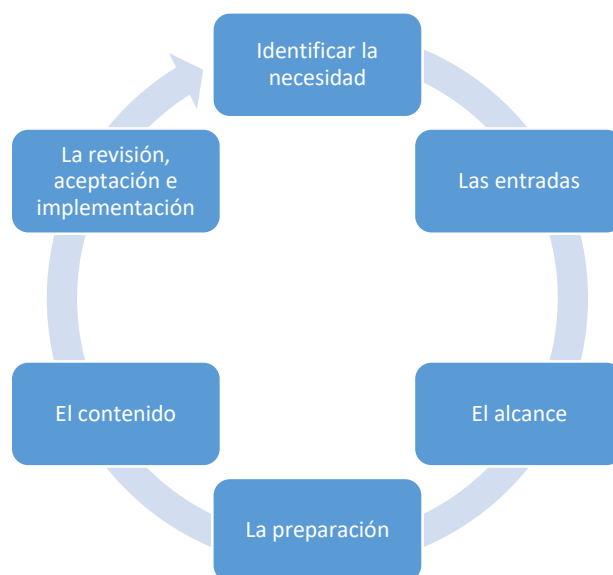 Identificar la
necesidad
Las entradas
El alcance
La preparación
El contenido
La revisión,
aceptación e
implementación